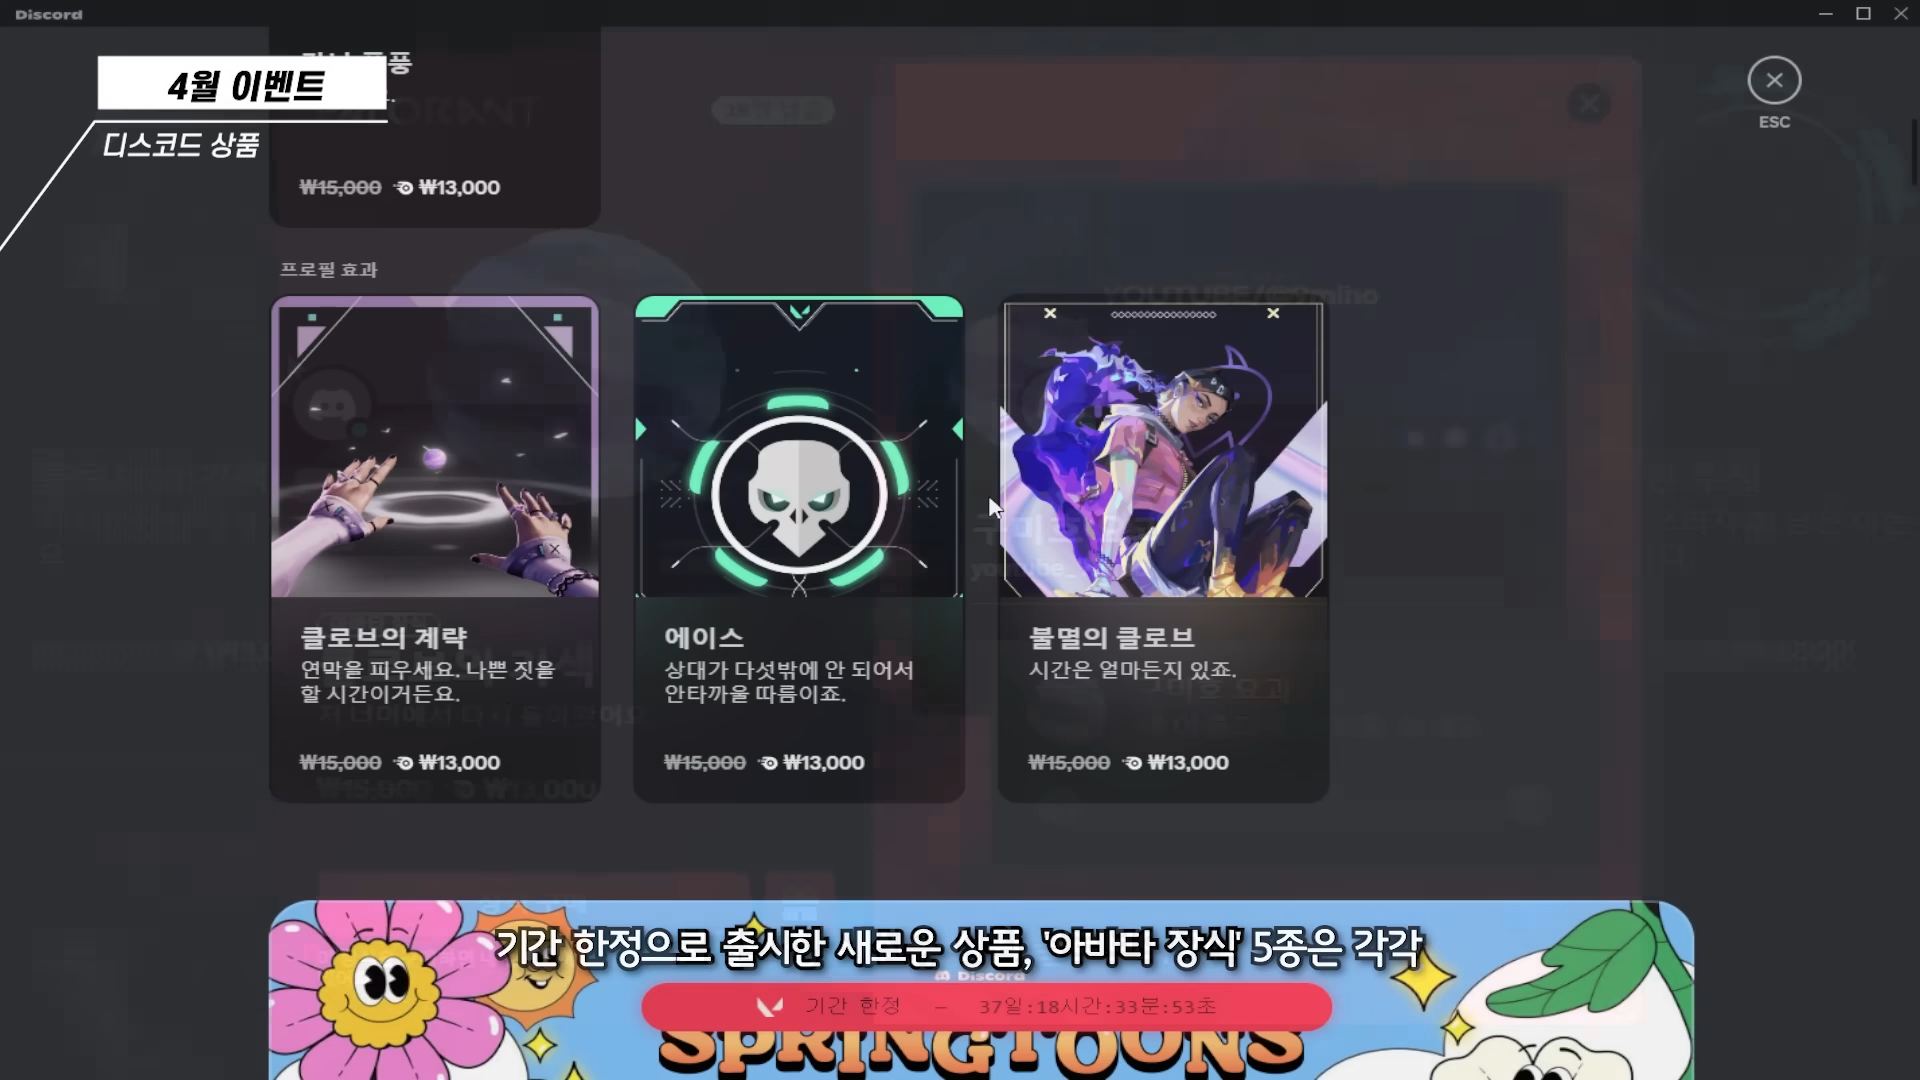 Discord
4월 이벤트
디스코드 상품
ESC
₩15,000 ₩13,000
프로필 효과
클로브의 계략
연막을 피우세요. 나쁜 짓을
할 시간이거든요.
₩15,000 ₩13,000
에이스
상대가 다섯밖에 안 되어서
안타까울 따름이죠.
₩15,000 ₩13,000
불멸의 클로브
시간은 얼마든지 있죠.
₩15,000 ₩13,000
기간 한정으로 출시한 새로운 상품, '아바타 장식' 5종은 각각
Discord
기간 한정 – 37일:18시간:33분:53초
SPRINGTOONS